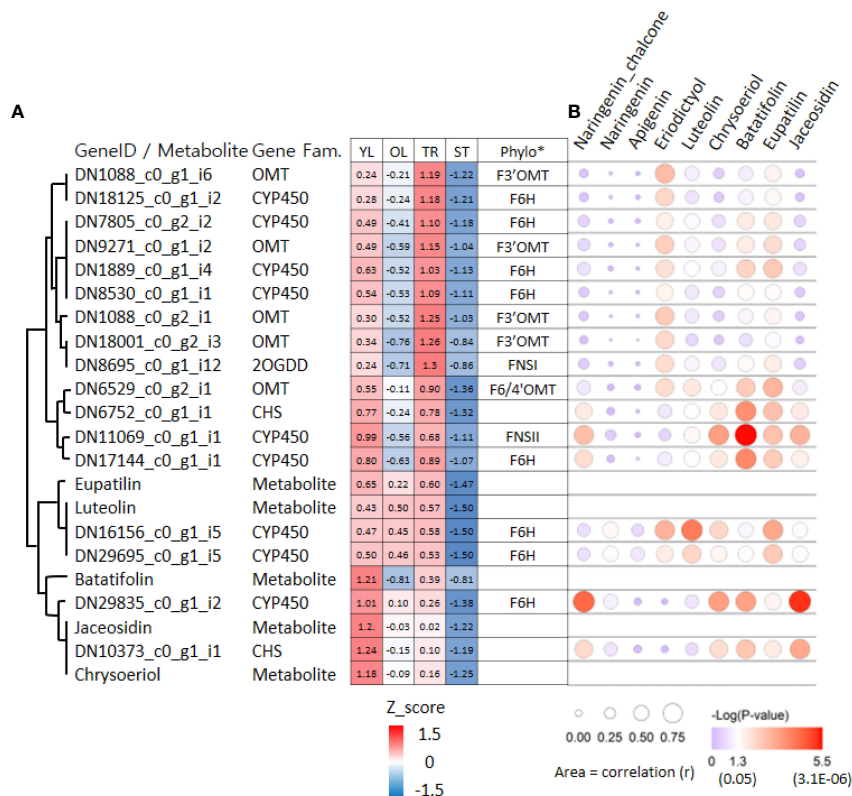 A
B
Naringenin_chalcone
Naringenin
Apigenin
Eriodictyol
Luteolin
Chrysoeriol
Batatifolin
Eupatilin
Jaceosidin
GeneID / Metabolite Gene Fam. YL OL TR ST Phylo*
DN1088_c0_g1_i6 OMT 0.24 -0.21 1.19 -1.22 F3'OMT
DN18125_c0_g1_i2 CYP450 0.28 -0.24 1.18 -1.21 F6H
DN7805_c0_g2_i2 CYP450 0.49 -0.41 1.10 -1.18 F6H
DN9271_c0_g1_i2 OMT 0.49 -0.59 1.15 -1.04 F3'OMT
DN1889_c0_g1_i4 CYP450 0.63 -0.52 1.03 -1.13 F6H
DN8530_c0_g1_i1 CYP450 0.54 -0.53 1.09 -1.11 F6H
DN1088_c0_g2_i1 OMT 0.30 -0.52 1.25 -1.03 F3'OMT
DN18001_c0_g2_i3 OMT 0.34 -0.76 1.26 -0.84 F3'OMT
DN8695_c0_g1_i12 2OGDD 0.24 -0.71 1.3 -0.86 FNSI
DN6529_c0_g2_i1 OMT 0.55 -0.11 0.90 -1.36 F6/4'OMT
DN6752_c0_g1_i1 CHS 0.77 -0.24 0.78 -1.32
DN11069_c0_g1_i1 CYP450 0.99 -0.56 0.68 -1.11 FNSII
DN17144_c0_g1_i1 CYP450 0.80 -0.63 0.89 -1.07 F6H
Eupatilin Metabolite 0.65 0.22 0.60 -1.47
Luteolin Metabolite 0.43 0.50 0.57 -1.50
DN16156_c0_g1_i5 CYP450 0.47 0.45 0.58 -1.50 F6H
DN29695_c0_g1_i5 CYP450 0.50 0.46 0.53 -1.50 F6H
Batatifolin Metabolite 1.21 -0.81 0.39 -0.81
DN29835_c0_g1_i2 CYP450 1.01 0.10 0.26 -1.38 F6H
Jaceosidin Metabolite 1.2. -0.03 0.02 -1.22
DN10373_c0_g1_i1 CHS 1.24 -0.15 0.10 -1.19
Chrysoeriol Metabolite 1.18 -0.09 0.16 -1.25
Z_score
1.5
0
-1.5
0.00 0.25 0.50 0.75
Area = correlation (r)
-Log(P-value)
0 1.3 5.5
(0.05) (3.1E-06)